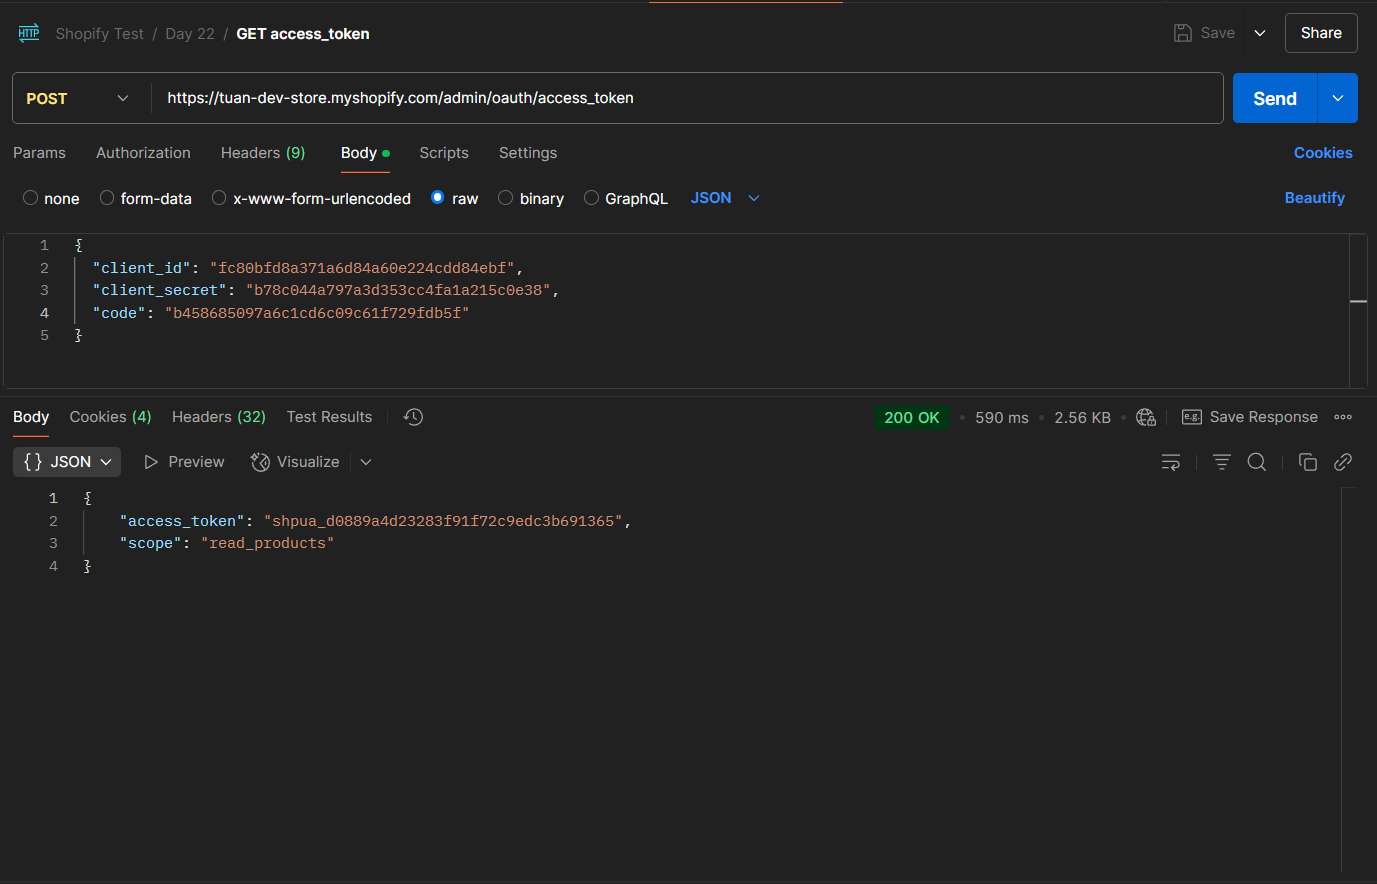 HTTP Shopify Test / Day 22 / GET access_token Save Share
POST https://tuan-dev-store.myshopify.com/admin/oauth/access_token Send
Params Authorization Headers (9) Body Scripts Settings Cookies
none form-data x-www-form-urlencoded raw binary GraphQL JSON Beautify
1 {
2 "client_id": "fc80bfd8a371a6d84a60e224cdd84ebf",
3 "client_secret": "b78c044a797a3d353cc4fa1a215c0e38",
4 "code": "b458685097a6c1cd6c09c61f729fdb5f"
5 }
Body Cookies (4) Headers (32) Test Results 200 OK • 590 ms • 2.56 KB • e.g. Save Response
{} JSON Preview Visualize
1 {
2 "access_token": "shpua_d0889a4d23283f91f72c9edc3b691365",
3 "scope": "read_products"
4 }